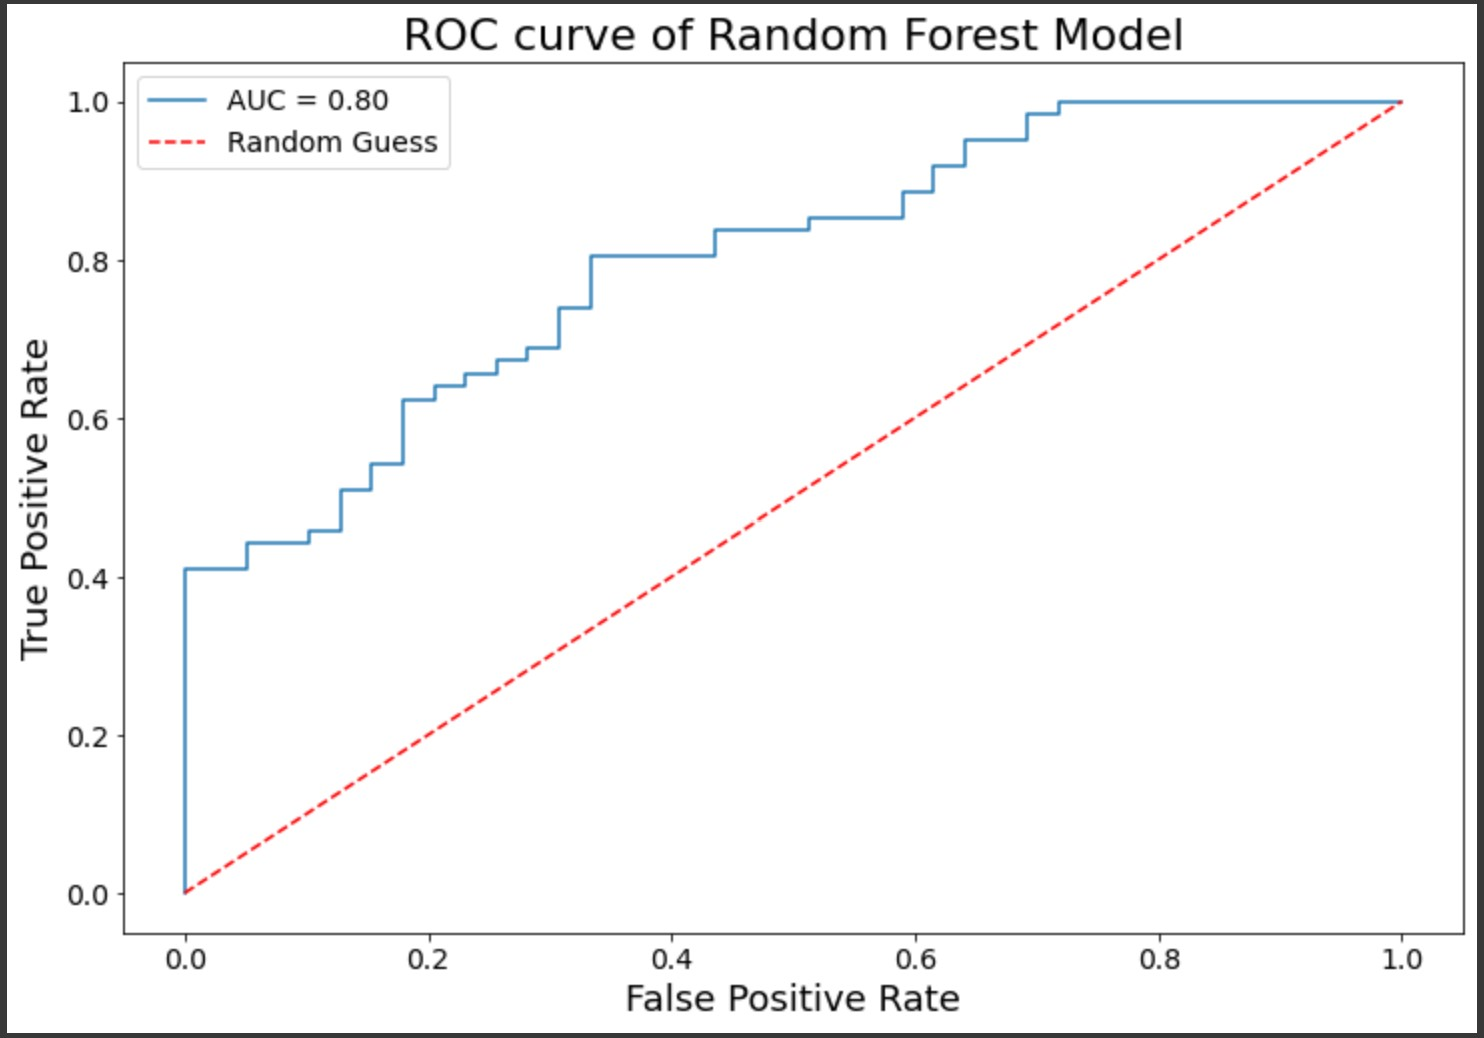 ROC curve of Random Forest Model
AUC = 0.80
Random Guess
True Positive Rate
1.0
0.8
0.6
0.4
0.2
0.0
0.0 0.2 0.4 0.6 0.8 1.0
False Positive Rate